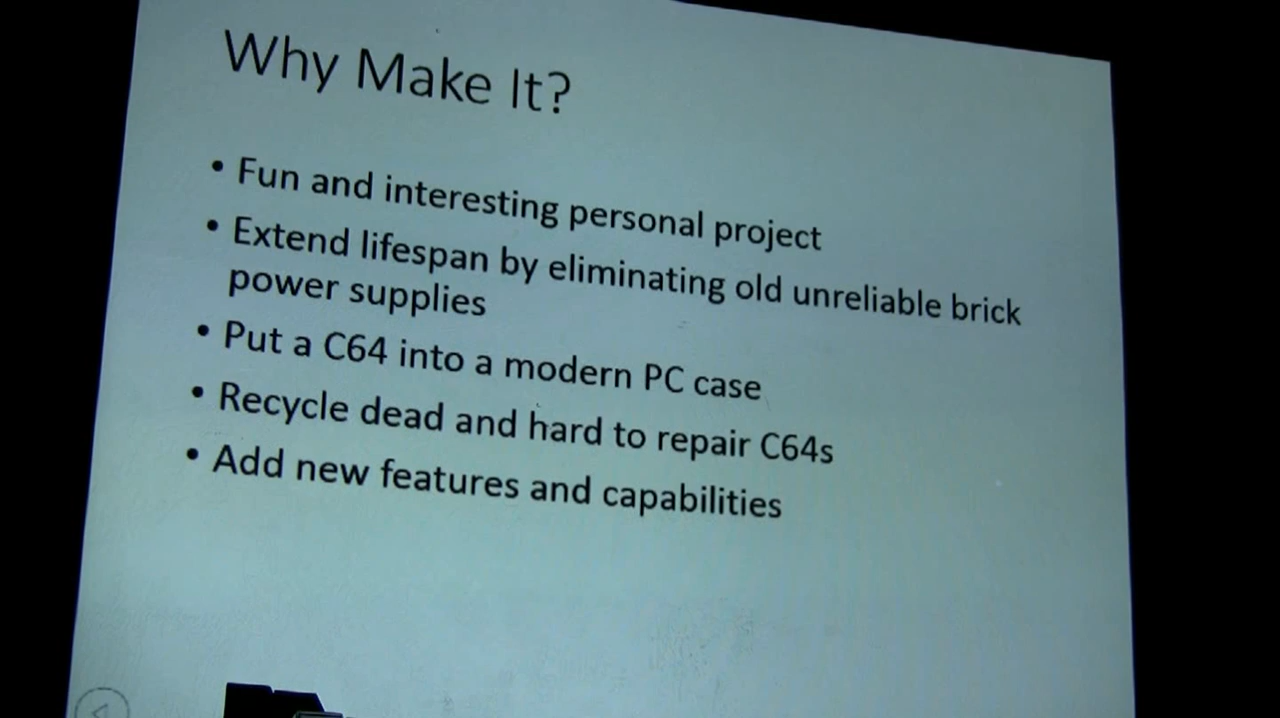 Why Make It?
• Fun and interesting personal project
• Extend lifespan by eliminating old unreliable brick
power supplies
• Put a C64 into a modern PC case
• Recycle dead and hard to repair C64s
• Add new features and capabilities